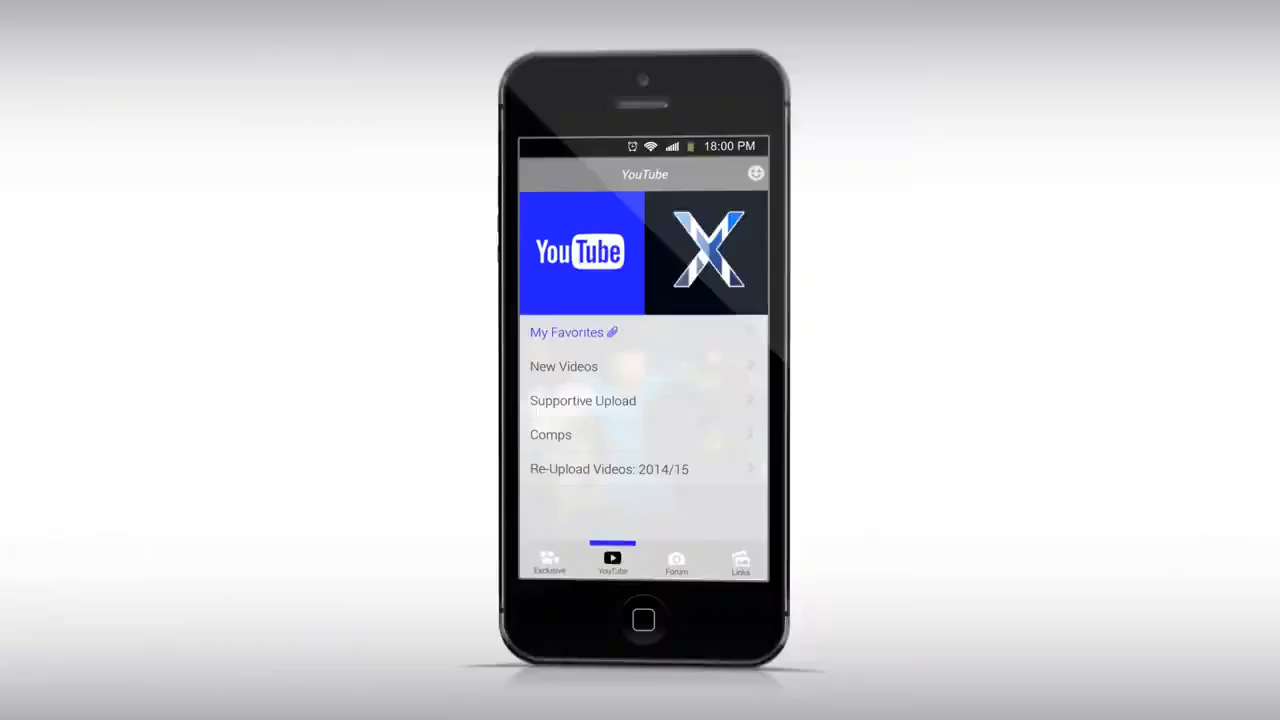 18:00 PM
YouTube
YouTube
X
My Favorites
New Videos
Supportive Upload
Comps
Re-Upload Videos: 2014/15
Exclusive
YouTube
Forum
Links